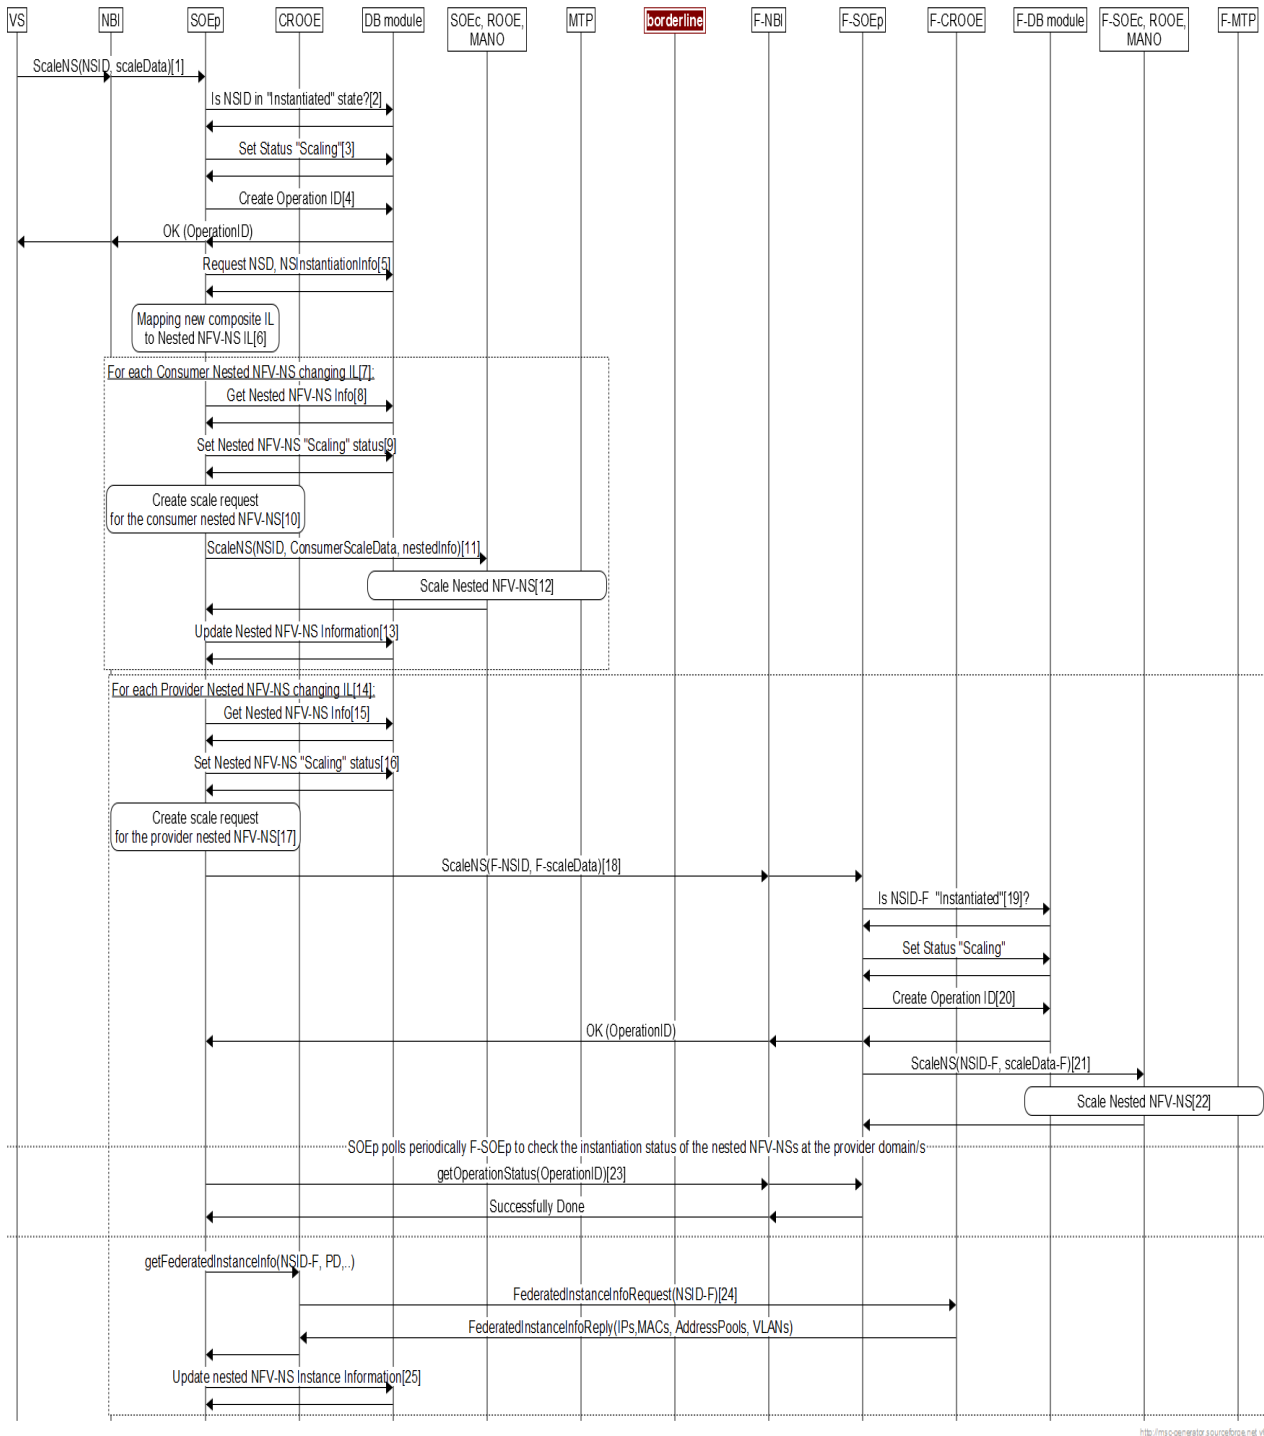 VS
NBI
SOEp
CROOE
DB module
SOEc, ROOE,
MANO
MTP
borderline
F-NBI
F-SOEp
F-CROOE
F-DB module
F-SOEc, ROOE,
MANO
F-MTP
ScaleNS(NSID, scaleData)[1]
Is NSID in "Instantiated" state?[2]
Set Status "Scaling"[3]
Create Operation ID[4]
OK (OperationID)
Request NSD, NSInstantiationInfo[5]
Mapping new composite IL
to Nested NFV-NS IL[6]
For each Consumer Nested NFV-NS changing IL[7]:
Get Nested NFV-NS Info[8]
Set Nested NFV-NS "Scaling" status[9]
Create scale request
for the consumer nested NFV-NS[10]
ScaleNS(NSID, ConsumerScaleData, nestedInfo)[11]
Scale Nested NFV-NS[12]
Update Nested NFV-NS Information[13]
For each Provider Nested NFV-NS changing IL[14]:
Get Nested NFV-NS Info[15]
Set Nested NFV-NS "Scaling" status[16]
Create scale request
for the provider nested NFV-NS[17]
ScaleNS(F-NSID, F-scaleData)[18]
Is NSID-F "Instantiated"[19]?
Set Status "Scaling"
Create Operation ID[20]
OK (OperationID)
ScaleNS(NSID-F, scaleData-F)[21]
Scale Nested NFV-NS[22]
SOEp polls periodically F-SOEp to check the instantiation status of the nested NFV-NSs at the provider domain/s
getOperationStatus(OperationID)[23]
Successfully Done
getFederatedInstanceInfo(NSID-F, PD,..)
FederatedInstanceInfoRequest(NSID-F)[24]
FederatedInstanceInfoReply(IPs,MACs, AddressPools, VLANs)
Update nested NFV-NS Instance Information[25]
http://msc-generator.sourceforge.net v